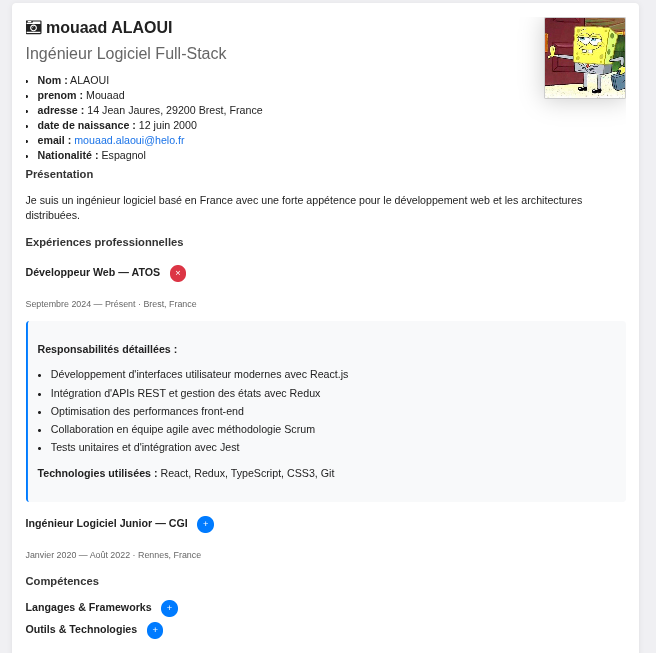 📷 mouaad ALAOUI
Ingénieur Logiciel Full-Stack
• Nom : ALAOUI
• prenom : Mouaad
• adresse : 14 Jean Jaures, 29200 Brest, France
• date de naissance : 12 juin 2000
• email : mouaad.alaoui@helo.fr
• Nationalité : Espagnol
Présentation
Je suis un ingénieur logiciel basé en France avec une forte appétence pour le développement web et les architectures
distribuées.
Expériences professionnelles
Développeur Web — ATOS ×
Septembre 2024 — Présent · Brest, France
Responsabilités détaillées :
• Développement d'interfaces utilisateur modernes avec React.js
• Intégration d'APIs REST et gestion des états avec Redux
• Optimisation des performances front-end
• Collaboration en équipe agile avec méthodologie Scrum
• Tests unitaires et d'intégration avec Jest
Technologies utilisées : React, Redux, TypeScript, CSS3, Git
Ingénieur Logiciel Junior — CGI +
Janvier 2020 — Août 2022 · Rennes, France
Compétences
Langages & Frameworks +
Outils & Technologies +